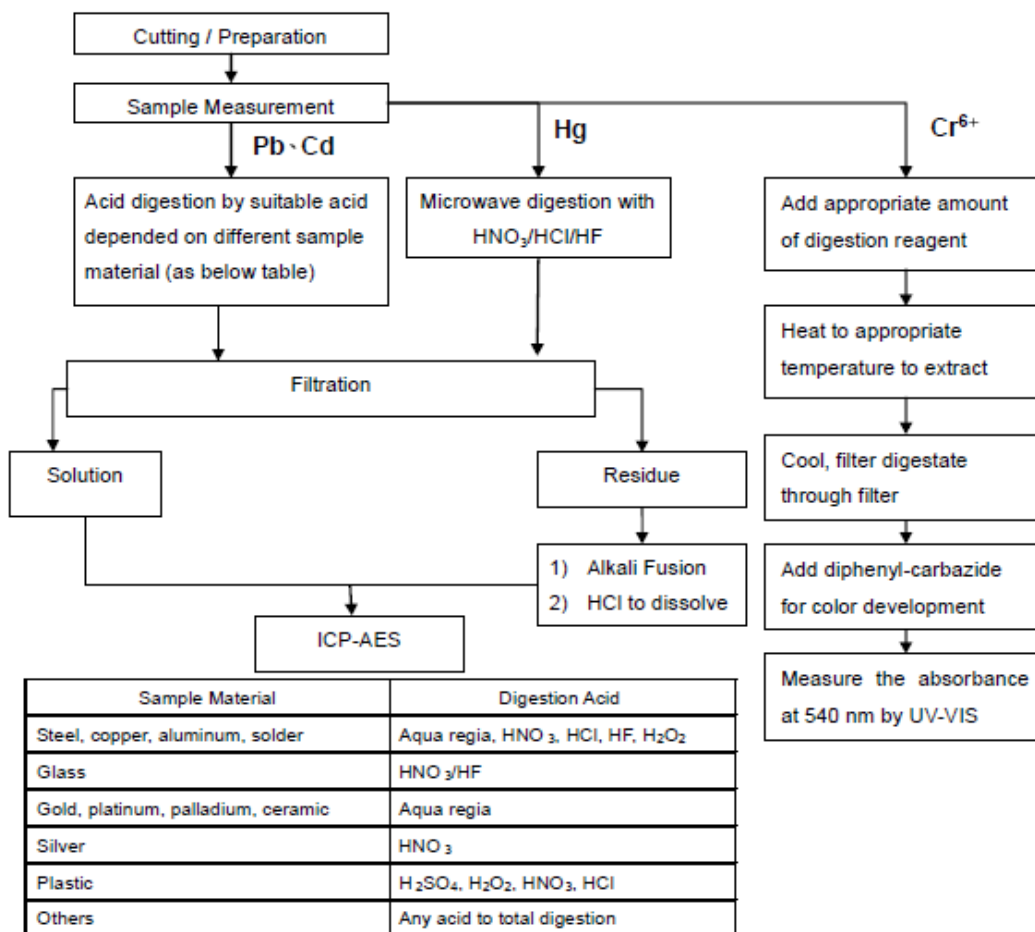 Cutting / Preparation
Sample Measurement
Pb、Cd
Hg
Cr⁶⁺
Acid digestion by suitable acid
depended on different sample
material (as below table)
Microwave digestion with
HNO₃/HCl/HF
Add appropriate amount
of digestion reagent
Heat to appropriate
temperature to extract
Filtration
Solution
Residue
Cool, filter digestate
through filter
1) Alkali Fusion
2) HCl to dissolve
Add diphenyl-carbazide
for color development
ICP-AES
Measure the absorbance
at 540 nm by UV-VIS
Sample Material Digestion Acid
Steel, copper, aluminum, solder Aqua regia, HNO₃, HCl, HF, H₂O₂
Glass HNO₃/HF
Gold, platinum, palladium, ceramic Aqua regia
Silver HNO₃
Plastic H₂SO₄, H₂O₂, HNO₃, HCl
Others Any acid to total digestion